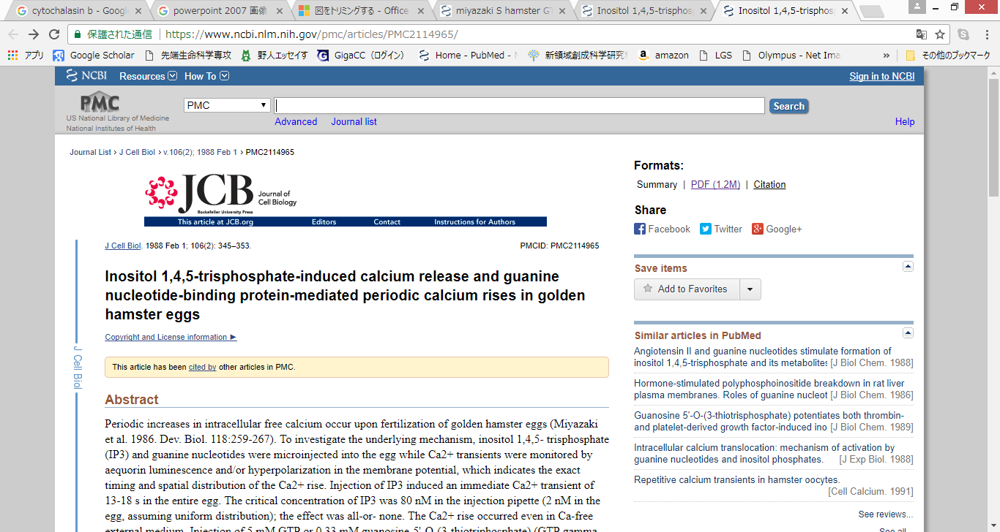 cytochalasin b - Goog
powerpoint 2007 画像
図をトリミングする - Office
miyazaki S hamster GT
Inositol 1,4,5-trisphos
Inositol 1,4,5-trisphos
保護された通信
https://www.ncbi.nlm.nih.gov/pmc/articles/PMC2114965/
アプリ
Google Scholar
先端生命科学専攻
野人エッセイす
GigaCC (ログイン)
Home - PubMed - N
新領域創成科学研究
amazon
LGS
Olympus - Net Ima
»
その他のブックマーク
NCBI Resources How To Sign in to NCBI
PMC
US National Library of Medicine
National Institutes of Health
PMC
Search
Advanced Journal list Help
Journal List > J Cell Biol > v.106(2); 1988 Feb 1 > PMC2114965
JCB Journal of
Cell Biology
Rockefeller University Press
This article at JCB.org Editors Contact Instructions for Authors
J Cell Biol. 1988 Feb 1; 106(2): 345–353. PMCID: PMC2114965
Inositol 1,4,5-trisphosphate-induced calcium release and guanine
nucleotide-binding protein-mediated periodic calcium rises in golden
hamster eggs
Copyright and License information ►
J Cell Biol
This article has been cited by other articles in PMC.
Abstract
Periodic increases in intracellular free calcium occur upon fertilization of golden hamster eggs (Miyazaki
et al. 1986. Dev. Biol. 118:259-267). To investigate the underlying mechanism, inositol 1,4,5- trisphosphate
(IP3) and guanine nucleotides were microinjected into the egg while Ca2+ transients were monitored by
aequorin luminescence and/or hyperpolarization in the membrane potential, which indicates the exact
timing and spatial distribution of the Ca2+ rise. Injection of IP3 induced an immediate Ca2+ transient of
13-18 s in the entire egg. The critical concentration of IP3 was 80 nM in the injection pipette (2 nM in the
egg, assuming uniform distribution); the effect was all-or- none. The Ca2+ rise occurred even in Ca-free
external medium. Injection of 5 mM GTP or 0.33 mM guanosine-5'-O-(3-thiotriphosphate) (GTP gamma
Formats:
Summary | PDF (1.2M) | Citation
Share
Facebook Twitter Google+
Save items
Add to Favorites
Similar articles in PubMed
Angiotensin II and guanine nucleotides stimulate formation of
inositol 1,4,5-trisphosphate and its metabolites [J Biol Chem. 1988]
Hormone-stimulated polyphosphoinositide breakdown in rat liver
plasma membranes. Roles of guanine nucleot [J Biol Chem. 1986]
Guanosine 5'-O-(3-thiotrisphosphate) potentiates both thrombin-
and platelet-derived growth factor-induced ino [J Biol Chem. 1989]
Intracellular calcium translocation: mechanism of activation by
guanine nucleotides and inositol phosphates. [J Exp Biol. 1988]
Repetitive calcium transients in hamster oocytes.
[Cell Calcium. 1991]
See reviews...
See all...